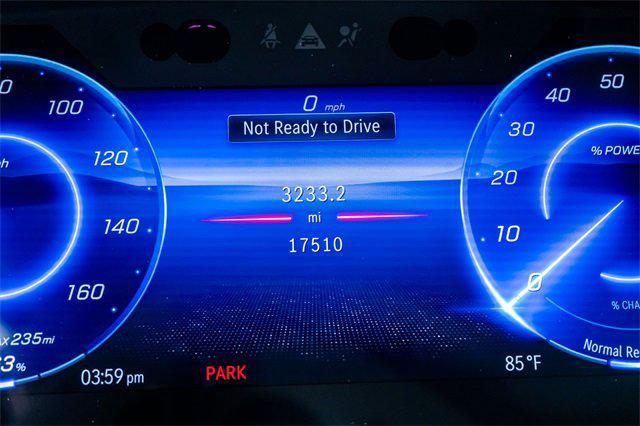 0 mph
Not Ready to Drive
3233.2
mi
17510
100
120
140
160
235mi
03:59 pm
PARK
85°F
50
40
30
20
10
0
% POWE
% CHA
Normal Re